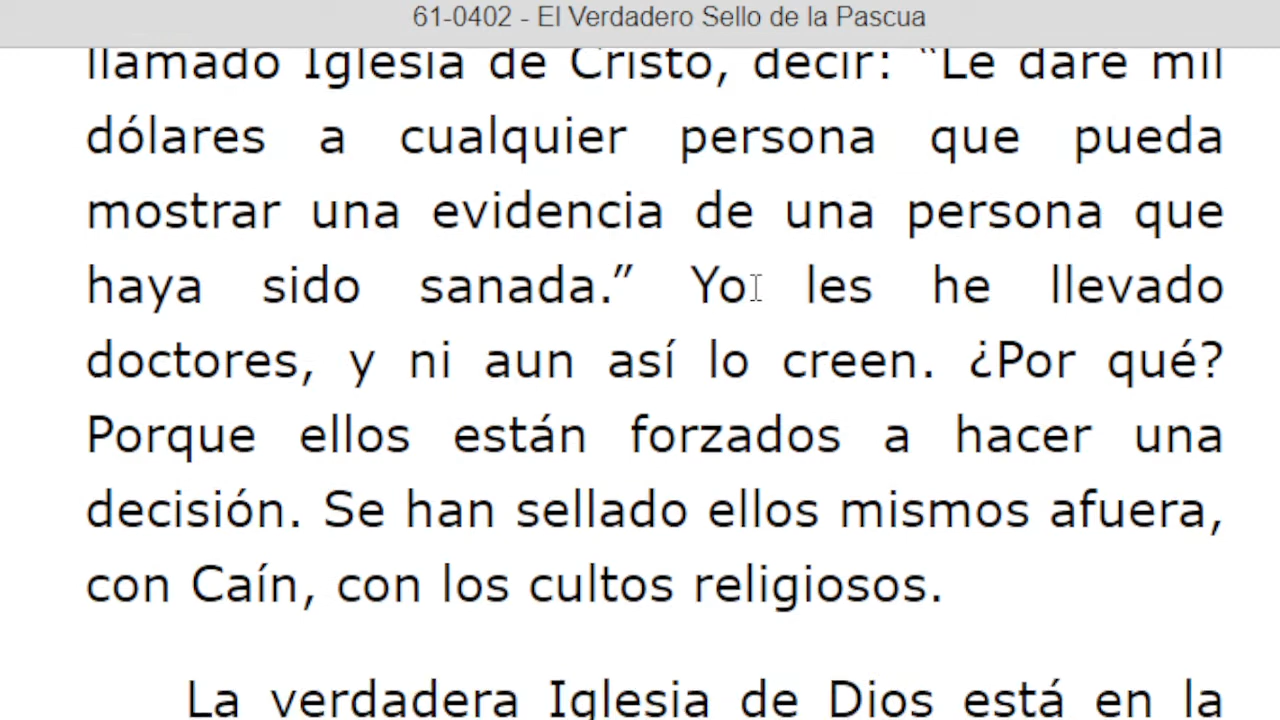 61-0402 - El Verdadero Sello de la Pascua
llamado Iglesia de Cristo, decir: “Le daré mil
dólares a cualquier persona que pueda
mostrar una evidencia de una persona que
haya sido sanada.” Yo les he llevado
doctores, y ni aun así lo creen. ¿Por qué?
Porque ellos están forzados a hacer una
decisión. Se han sellado ellos mismos afuera,
con Caín, con los cultos religiosos.
La verdadera Iglesia de Dios está en la